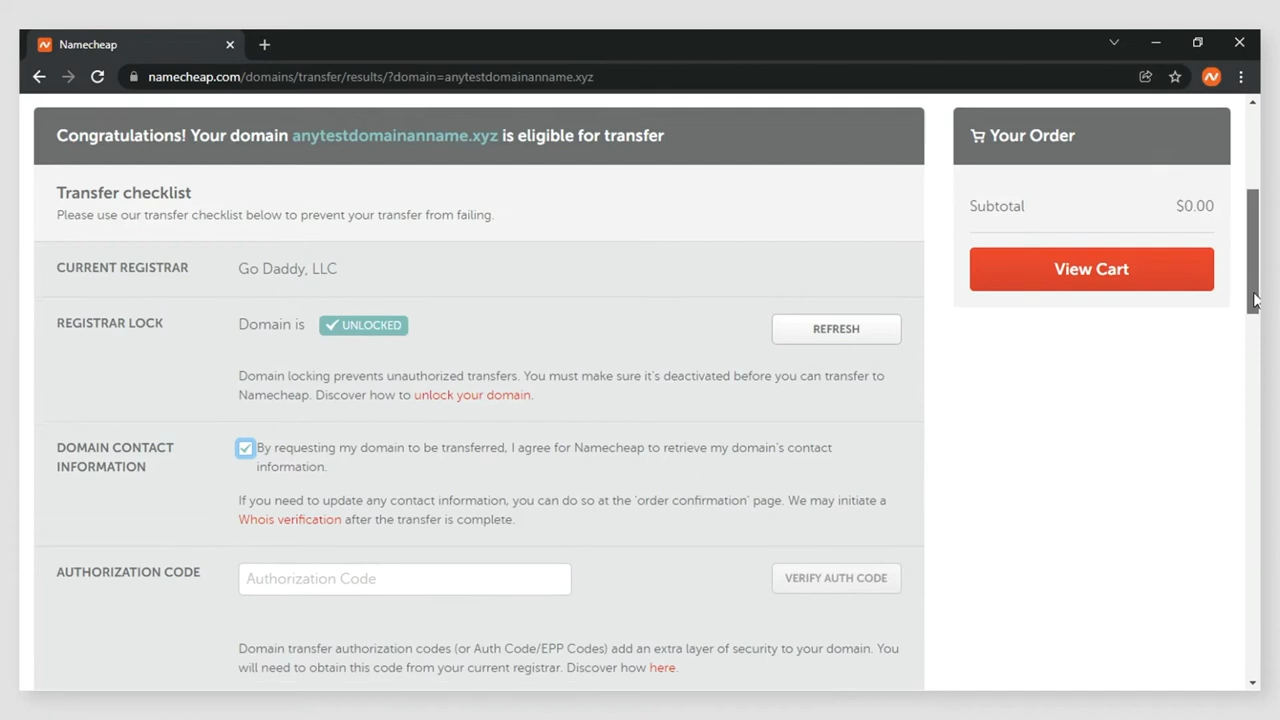 Namecheap
namecheap.com/domains/transfer/results/?domain=anytestdomainanname.xyz
Congratulations! Your domain anytestdomainanname.xyz is eligible for transfer
Your Order
Transfer checklist
Please use our transfer checklist below to prevent your transfer from failing.
Subtotal $0.00
View Cart
CURRENT REGISTRAR
Go Daddy, LLC
REGISTRAR LOCK
Domain is UNLOCKED
REFRESH
Domain locking prevents unauthorized transfers. You must make sure it's deactivated before you can transfer to
Namecheap. Discover how to unlock your domain.
DOMAIN CONTACT
INFORMATION
By requesting my domain to be transferred, I agree for Namecheap to retrieve my domain's contact
information.
If you need to update any contact information, you can do so at the 'order confirmation' page. We may initiate a
Whois verification after the transfer is complete.
AUTHORIZATION CODE
Authorization Code
VERIFY AUTH CODE
Domain transfer authorization codes (or Auth Code/EPP Codes) add an extra layer of security to your domain. You
will need to obtain this code from your current registrar. Discover how here.